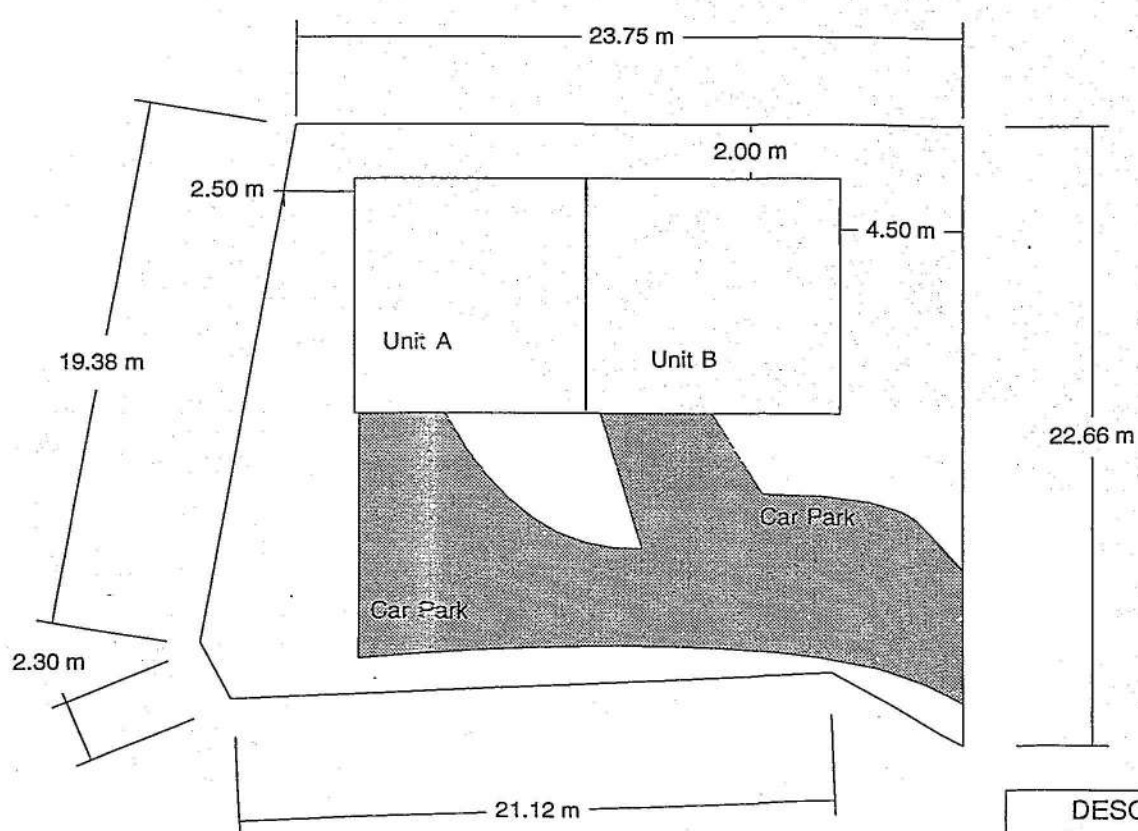 23.75 m
2.00 m
2.50 m
4.50 m
Unit A
Unit B
19.38 m
22.66 m
Car Park
Car Park
2.30 m
21.12 m
DESC